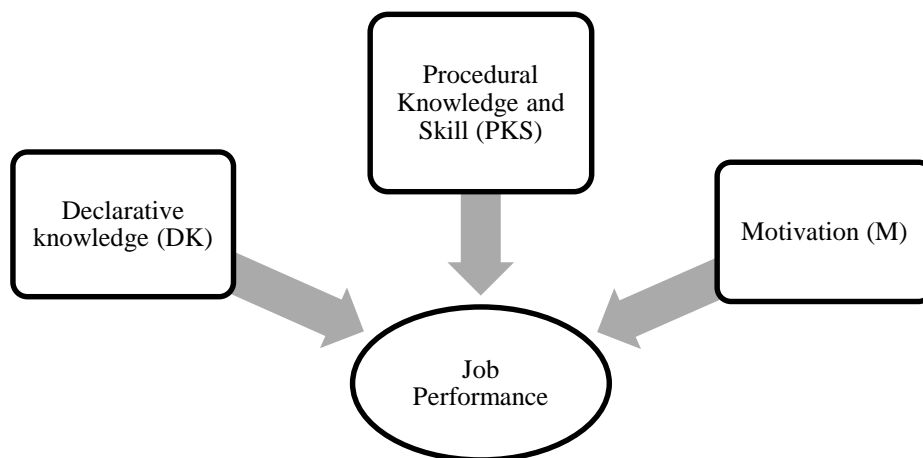 Procedural
Knowledge and
Skill (PKS)
Declarative
knowledge (DK)
Motivation (M)
Job
Performance